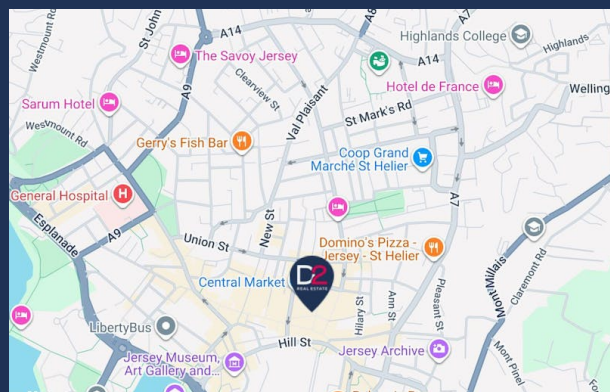 Westmount Rd
St John
A14
A8
A7
Highlands College
A14
Highlands
The Savoy Jersey
A9
Clearview St
Val Plaisant
Hotel de France
Welling
Sarum Hotel
St Mark's Rd
Westmount Rd
Gerry's Fish Bar
Coop Grand
Marché St Helier
General Hospital
H
A7
Esplanade
A9
Union St
New St
Domino's Pizza -
Jersey - St Helier
Mont Millais
Claremont Rd
Central Market
D2
REAL ESTATE
Hilary St
Ann St
Pleasant St
LibertyBus
Hill St
Jersey Museum,
Art Gallery and...
Jersey Archive
Mont Pinel